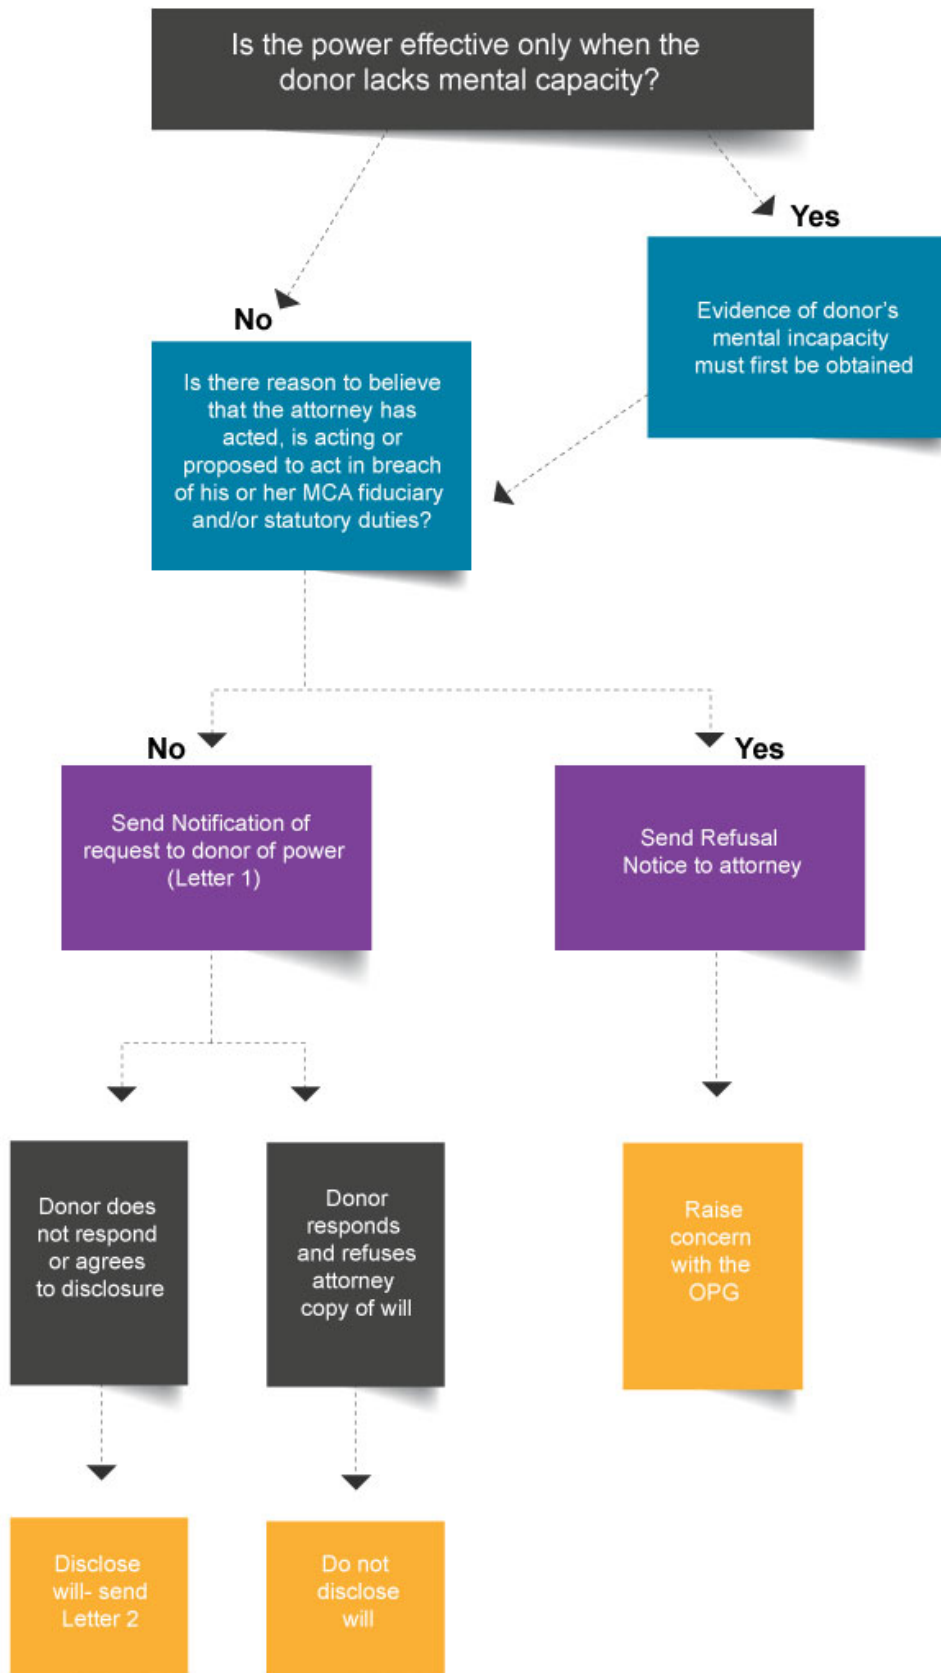 Is the power effective only when the
donor lacks mental capacity?
Yes
Evidence of donor's
mental incapacity
must first be obtained
No
Is there reason to believe
that the attorney has
acted, is acting or
proposed to act in breach
of his or her MCA fiduciary
and/or statutory duties?
No
Send Notification of
request to donor of power
(Letter 1)
Yes
Send Refusal
Notice to attorney
Donor does
not respond
or agrees
to disclosure
Donor
responds
and refuses
attorney
copy of will
Raise
concern
with the
OPG
Disclose
will- send
Letter 2
Do not
disclose
will